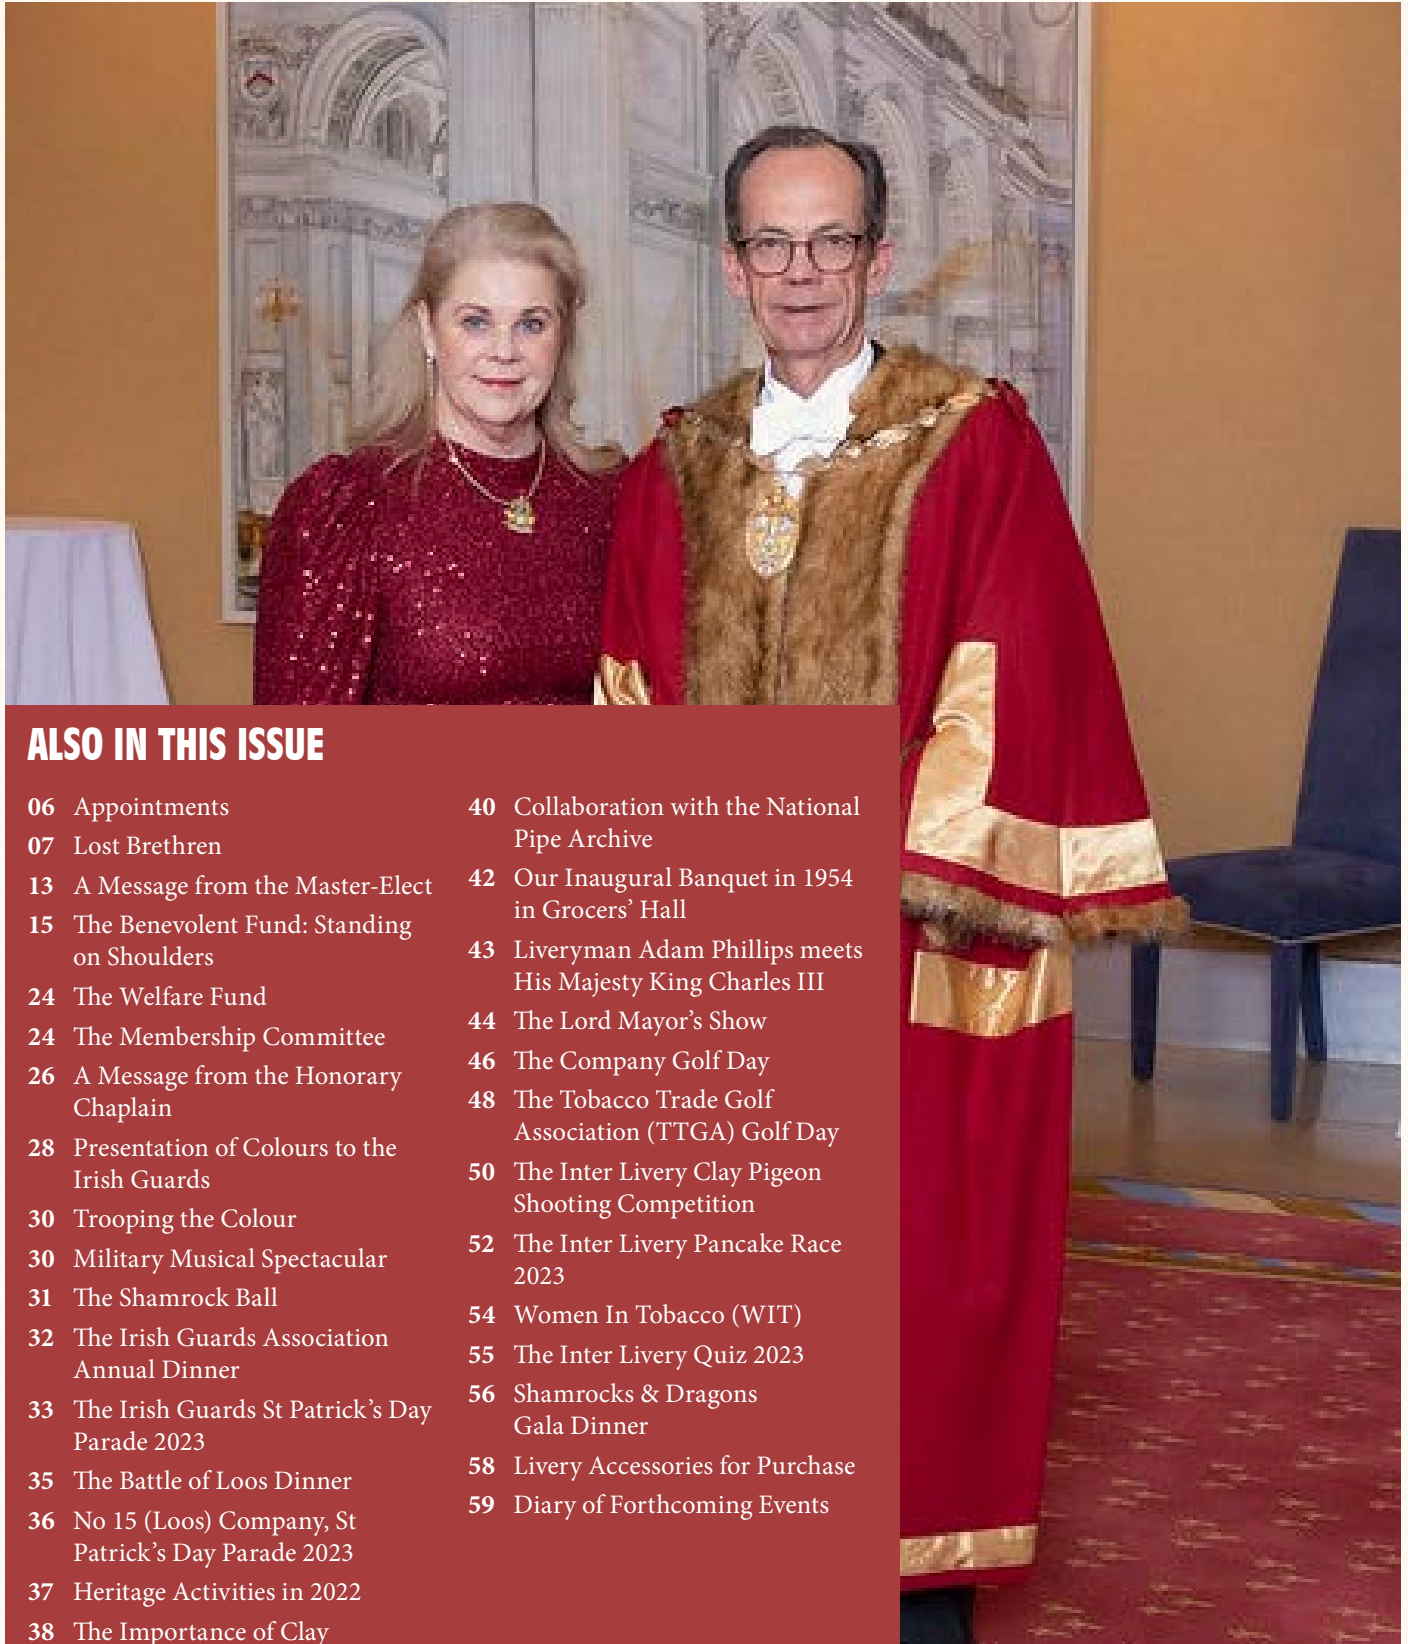 ALSO IN THIS ISSUE
06 Appointments
07 Lost Brethren
13 A Message from the Master-Elect
15 The Benevolent Fund: Standing
on Shoulders
24 The Welfare Fund
24 The Membership Committee
26 A Message from the Honorary
Chaplain
28 Presentation of Colours to the
Irish Guards
30 Trooping the Colour
30 Military Musical Spectacular
31 The Shamrock Ball
32 The Irish Guards Association
Annual Dinner
33 The Irish Guards St Patrick’s Day
Parade 2023
35 The Battle of Loos Dinner
36 No 15 (Loos) Company, St
Patrick’s Day Parade 2023
37 Heritage Activities in 2022
38 The Importance of Clay
40 Collaboration with the National
Pipe Archive
42 Our Inaugural Banquet in 1954
in Grocers’ Hall
43 Liveryman Adam Phillips meets
His Majesty King Charles III
44 The Lord Mayor’s Show
46 The Company Golf Day
48 The Tobacco Trade Golf
Association (TTGA) Golf Day
50 The Inter Livery Clay Pigeon
Shooting Competition
52 The Inter Livery Pancake Race
2023
54 Women In Tobacco (WIT)
55 The Inter Livery Quiz 2023
56 Shamrocks & Dragons
Gala Dinner
58 Livery Accessories for Purchase
59 Diary of Forthcoming Events